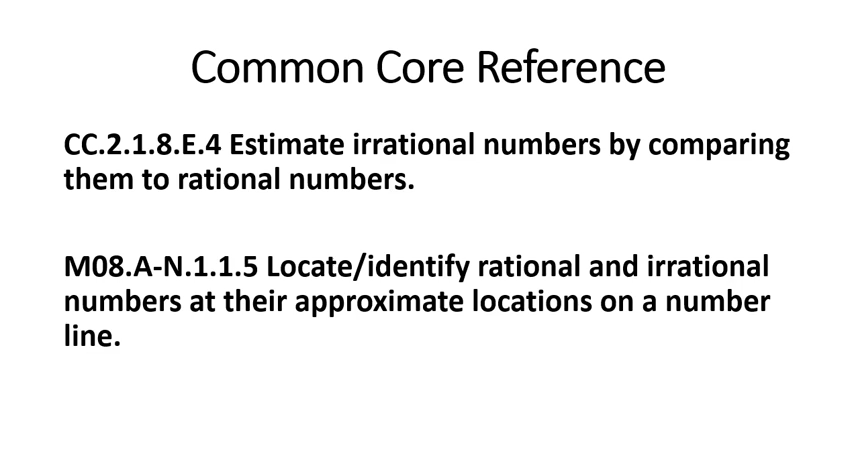 Common Core Reference
CC.2.1.8.E.4 Estimate irrational numbers by comparing
them to rational numbers.
M08.A-N.1.1.5 Locate/identify rational and irrational
numbers at their approximate locations on a number
line.